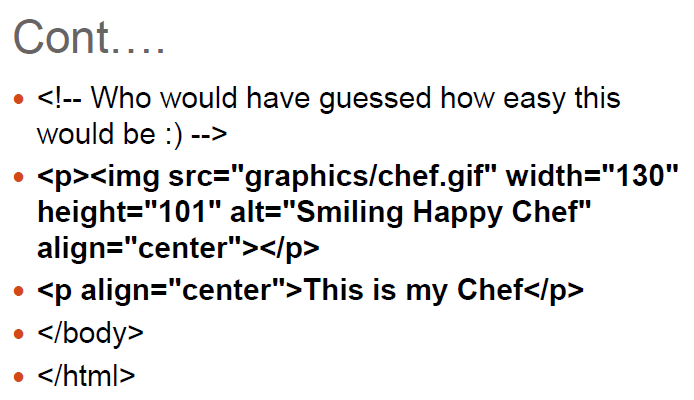 Cont….
• <!-- Who would have guessed how easy this
would be :) -->
• <p><img src="graphics/chef.gif" width="130"
height="101" alt="Smiling Happy Chef"
align="center"></p>
• <p align="center">This is my Chef</p>
• </body>
• </html>